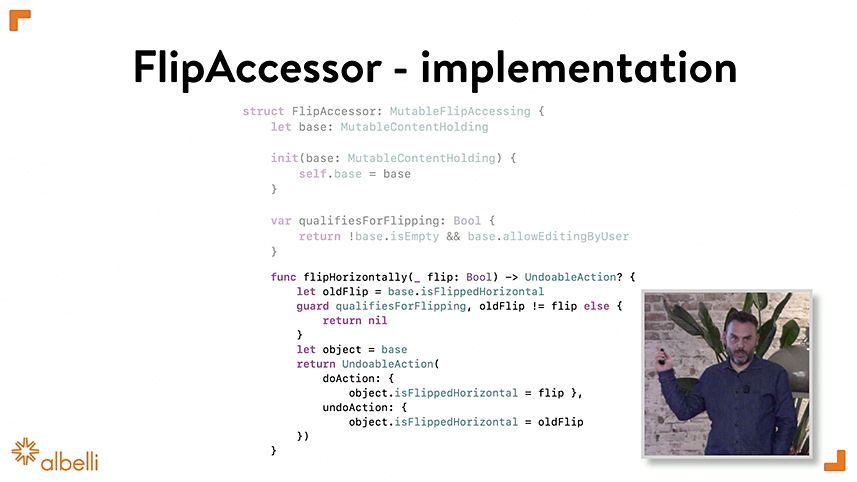 FlipAccessor - implementation
struct FlipAccessor: MutableFlipAccessing {
    let base: MutableContentHolding
    init(base: MutableContentHolding) {
        self.base = base
    }
    var qualifiesForFlipping: Bool {
        return !base.isEmpty && base.allowEditingByUser
    }
    func flipHorizontally(_ flip: Bool) -> UndoableAction? {
        let oldFlip = base.isFlippedHorizontal
        guard qualifiesForFlipping, oldFlip != flip else {
            return nil
        }
        let object = base
        return UndoableAction(
            doAction: {
                object.isFlippedHorizontal = flip },
            undoAction: {
                object.isFlippedHorizontal = oldFlip
        })
    }
albelli